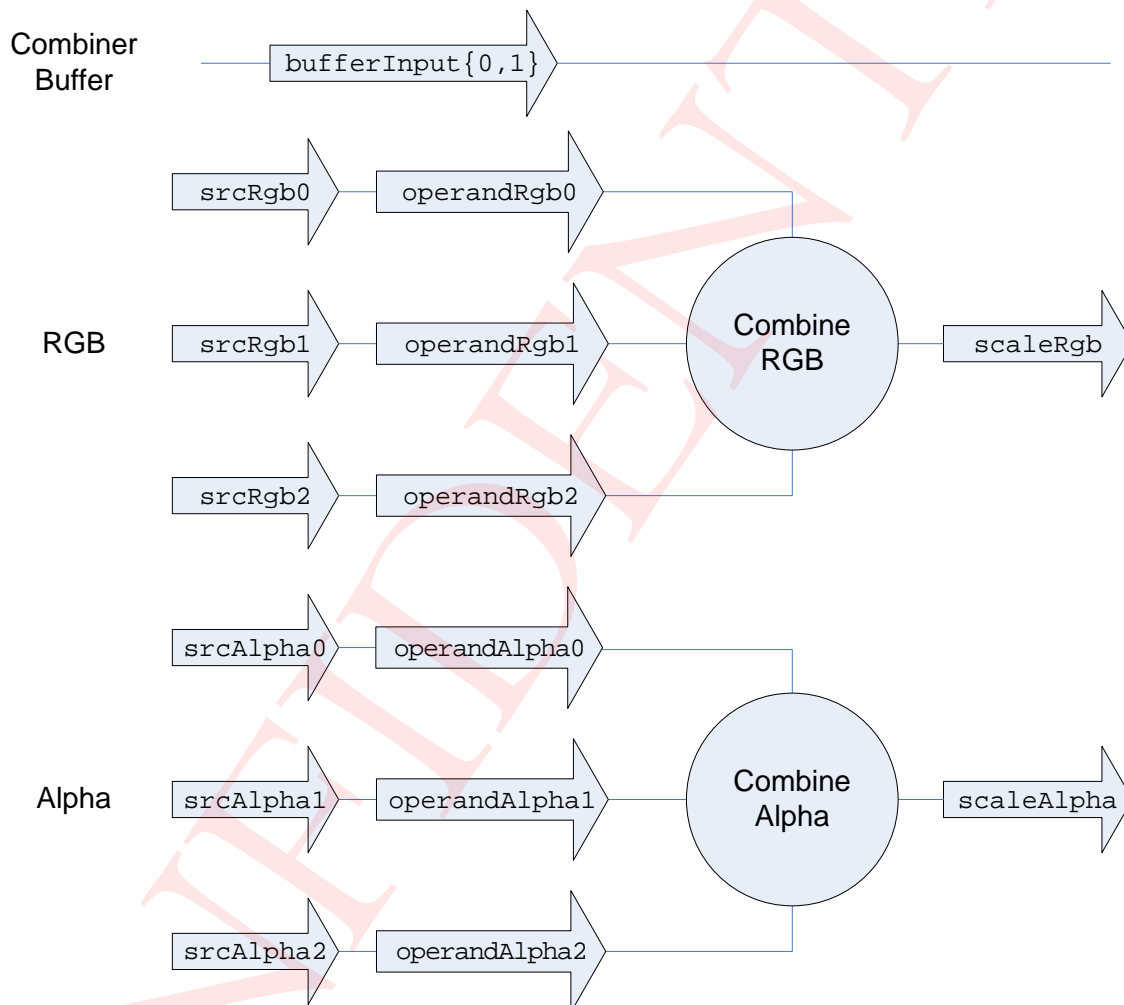 Combiner
Buffer
bufferInput{0,1}
srcRgb0
operandRgb0
RGB
srcRgb1
operandRgb1
Combine
RGB
scaleRgb
srcRgb2
operandRgb2
srcAlpha0
operandAlpha0
Alpha
srcAlpha1
operandAlpha1
Combine
Alpha
scaleAlpha
srcAlpha2
operandAlpha2